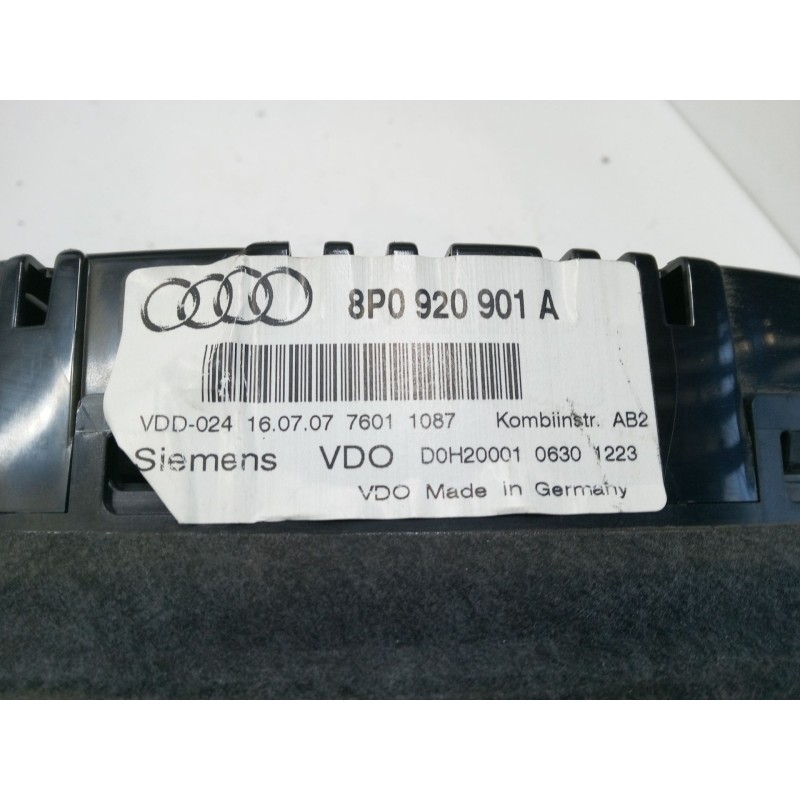 8P0 920 901 A
VDD-024 16.07.07 7601 1087 Kombiinstr. AB2
Siemens VDO D0H20001 0630 1223
VDO Made in Germany